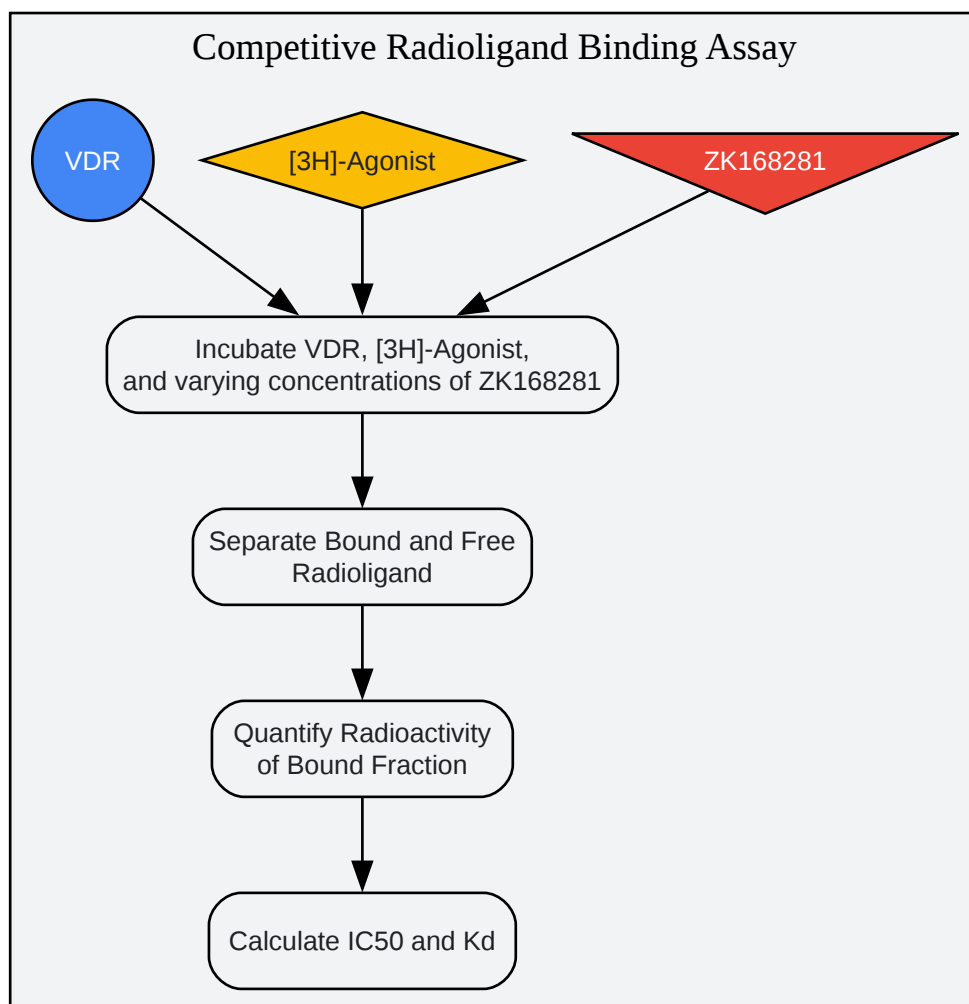 Competitive Radioligand Binding Assay
VDR
[3H]-Agonist
ZK168281
Incubate VDR, [3H]-Agonist,
and varying concentrations of ZK168281
Separate Bound and Free
Radioligand
Quantify Radioactivity
of Bound Fraction
Calculate IC50 and Kd